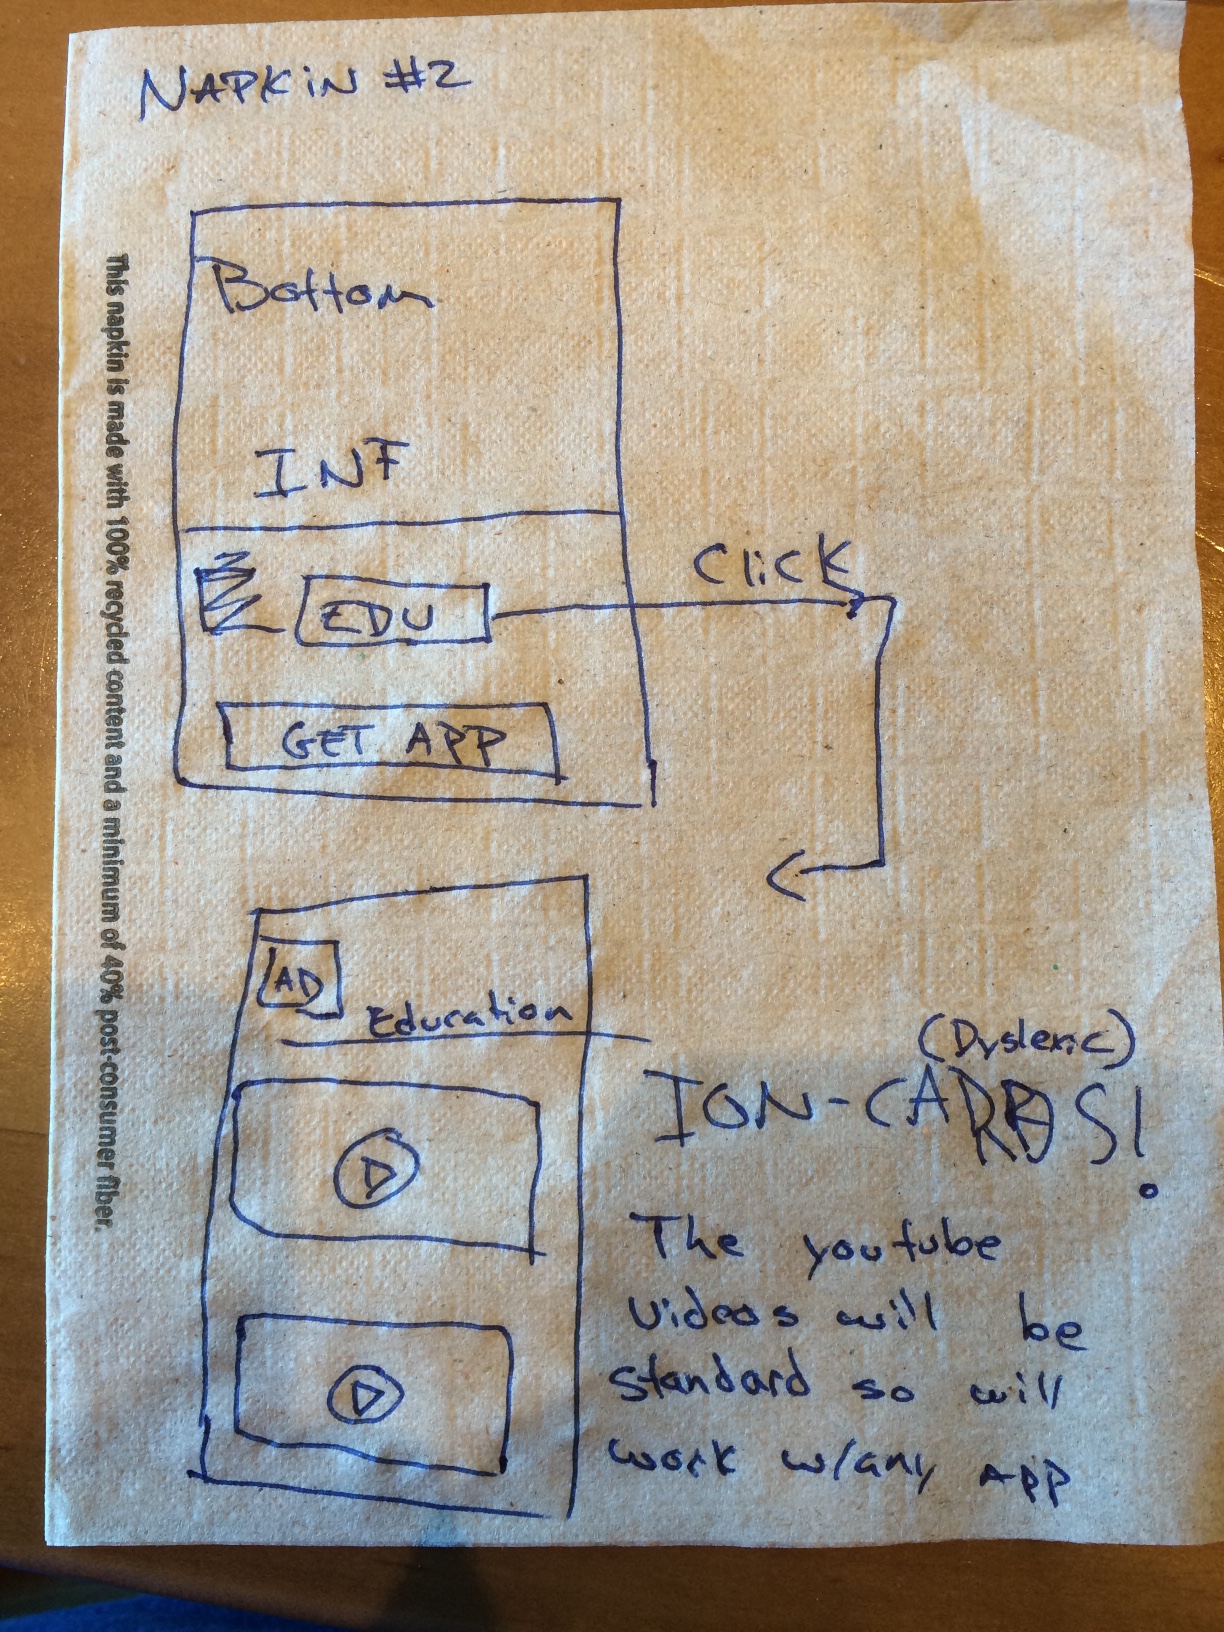 NAPKiN #2
This napkin is made with 100% recycled content and a minimum of 40% post-consumer fiber.
Bottom
INF
Click
EDU
GET APP
AD
Education
(Dyslexic)
ION-CARDS!
The youtube
videos will be
standard so will
work w/any APP